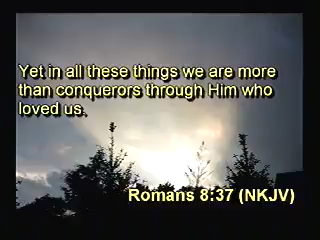 Yet in all these things we are more
than conquerors through Him who
loved us,
Romans 8:37 (NKJV)